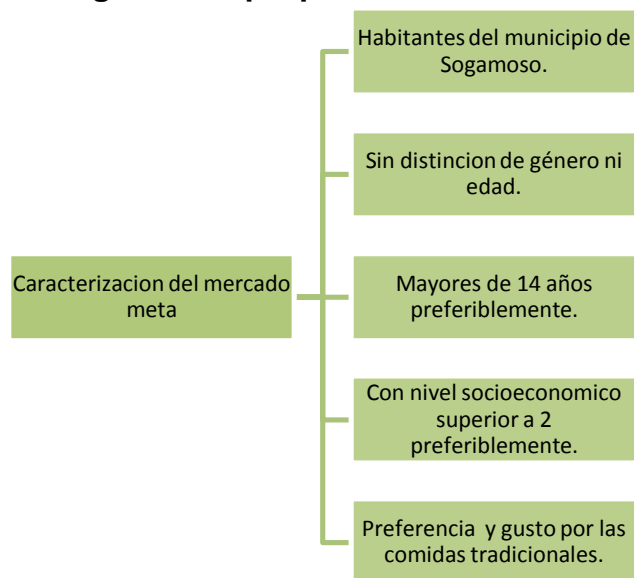 Habitantes del municipio de
Sogamoso.
Sin distincion de género ni
edad.
Caracterizacion del mercado
meta
Mayores de 14 años
preferiblemente.
Con nivel socioeconomico
superior a 2
preferiblemente.
Preferencia y gusto por las
comidas tradicionales.